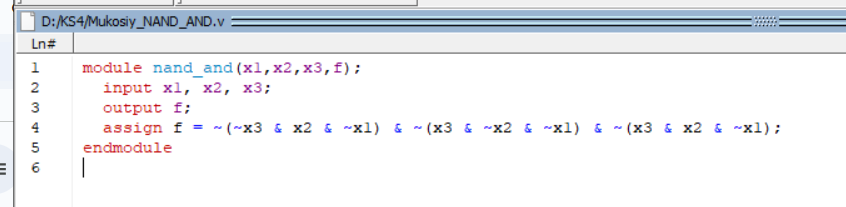 D:/KS4/Mukosiy_NAND_AND.v
Ln#
1 module nand_and(x1,x2,x3,f);
2 input x1, x2, x3;
3 output f;
4 assign f = ~(~x3 & x2 & ~x1) & ~(x3 & ~x2 & ~x1) & ~(x3 & x2 & ~x1);
5 endmodule
6